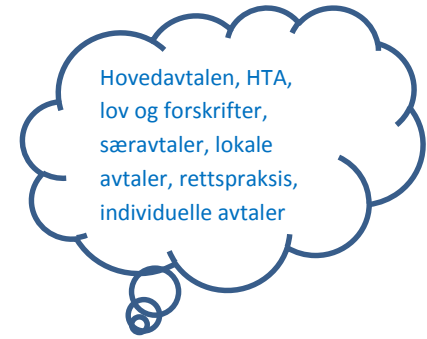 Hovedavtalen, HTA,
lov og forskrifter,
særavtaler, lokale
avtaler, rettspraksis,
individuelle avtaler